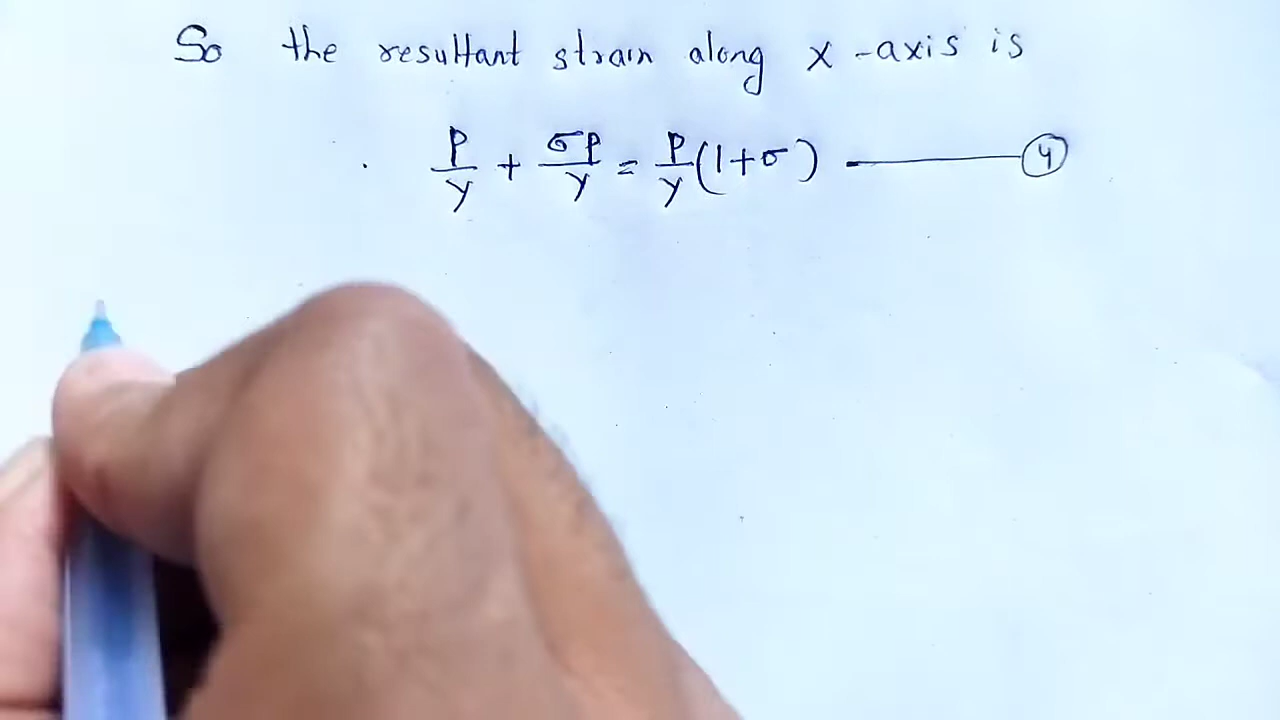 So the resultant strain along X-axis is
P/Y + σP/Y = P/Y (1+σ) — 4